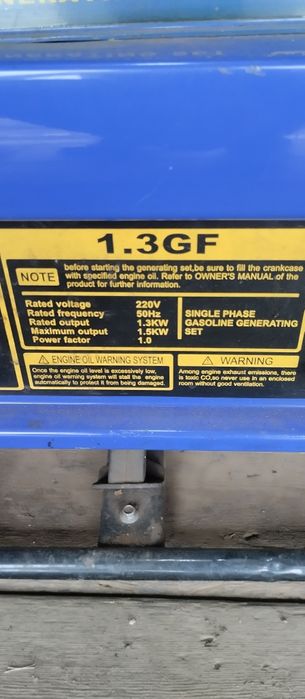 1.3GF
NOTE
before starting the generating set,be sure to fill the crankcase
with specified engine oil. Refer to OWNER'S MANUAL of the
product for further information.
Rated voltage 220V
Rated frequency 50Hz
Rated output 1.3KW
Maximum output 1.5KW
Power factor 1.0
SINGLE PHASE
GASOLINE GENERATING
SET
ENGINE OIL WARNING SYSTEM
Once the engine oil level is excessively low,
engine oil warning system will stall the engine
automatically to protect it from being damaged.
WARNING
Among engine exhaust emissions, there
is toxic CO,so never use in an enclosed
room without good ventilation.